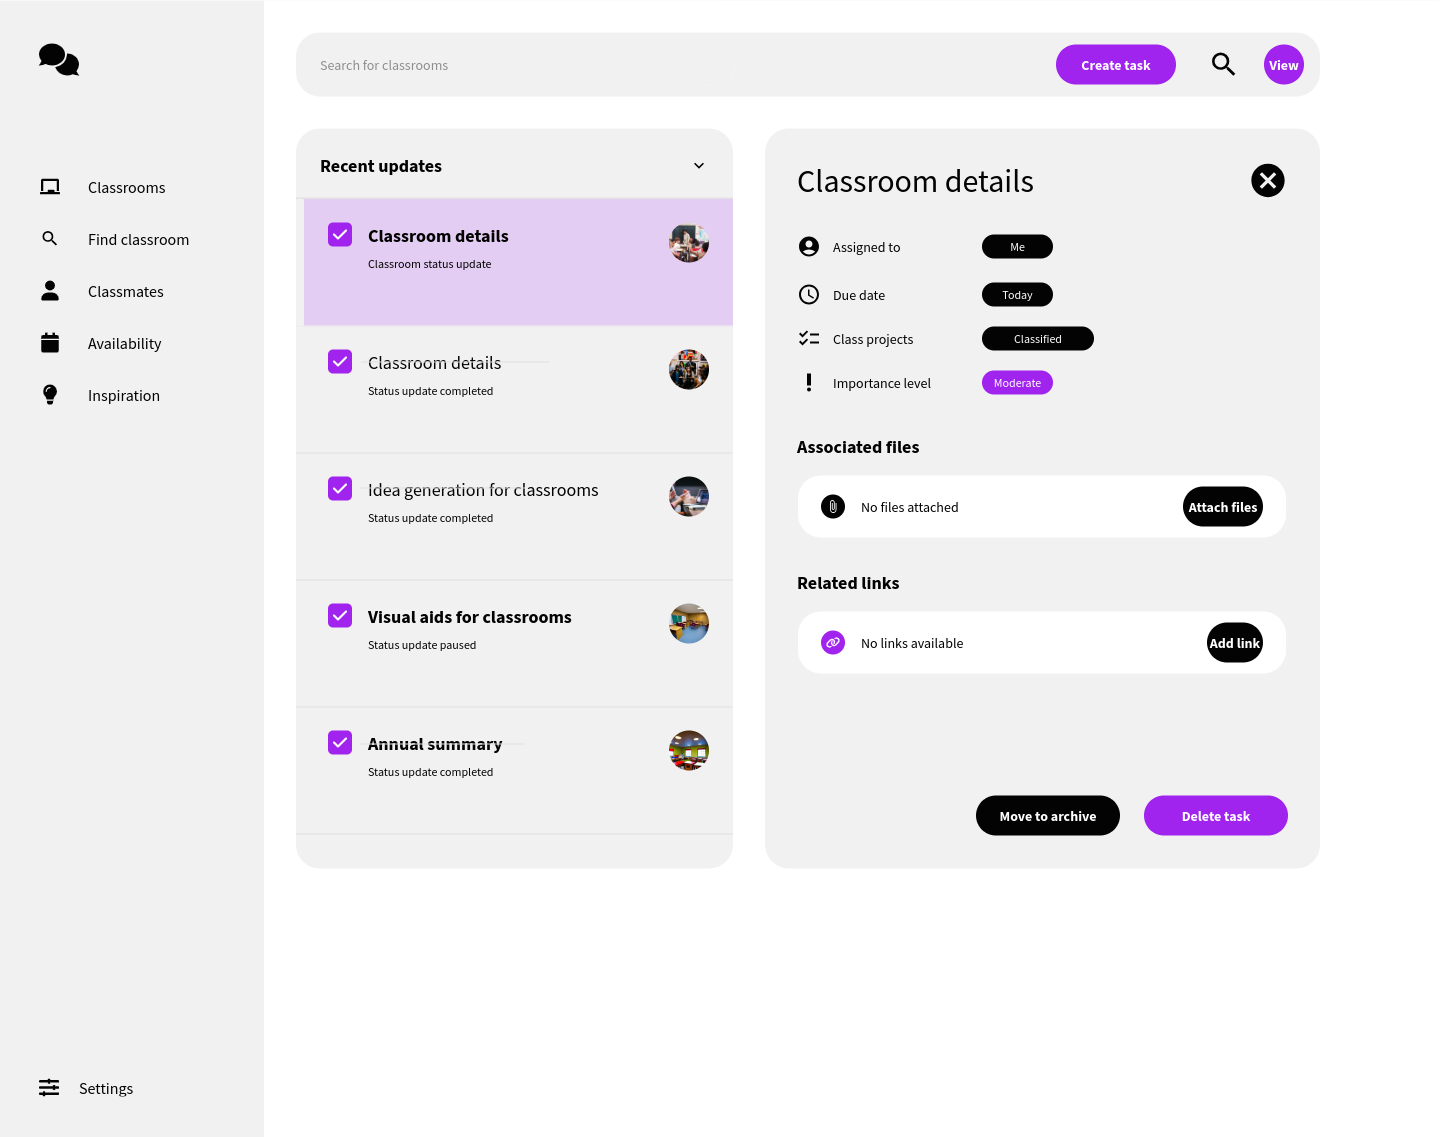 Search for classrooms
Create task
View
Classrooms
Find classroom
Classmates
Availability
Inspiration
Settings
Recent updates
Classroom details
Classroom status update
Classroom details
Status update completed
Idea generation for classrooms
Status update completed
Visual aids for classrooms
Status update paused
Annual summary
Status update completed
Classroom details
Assigned to
Me
Due date
Today
Class projects
Classified
Importance level
Moderate
Associated files
No files attached
Attach files
Related links
No links available
Add link
Move to archive
Delete task